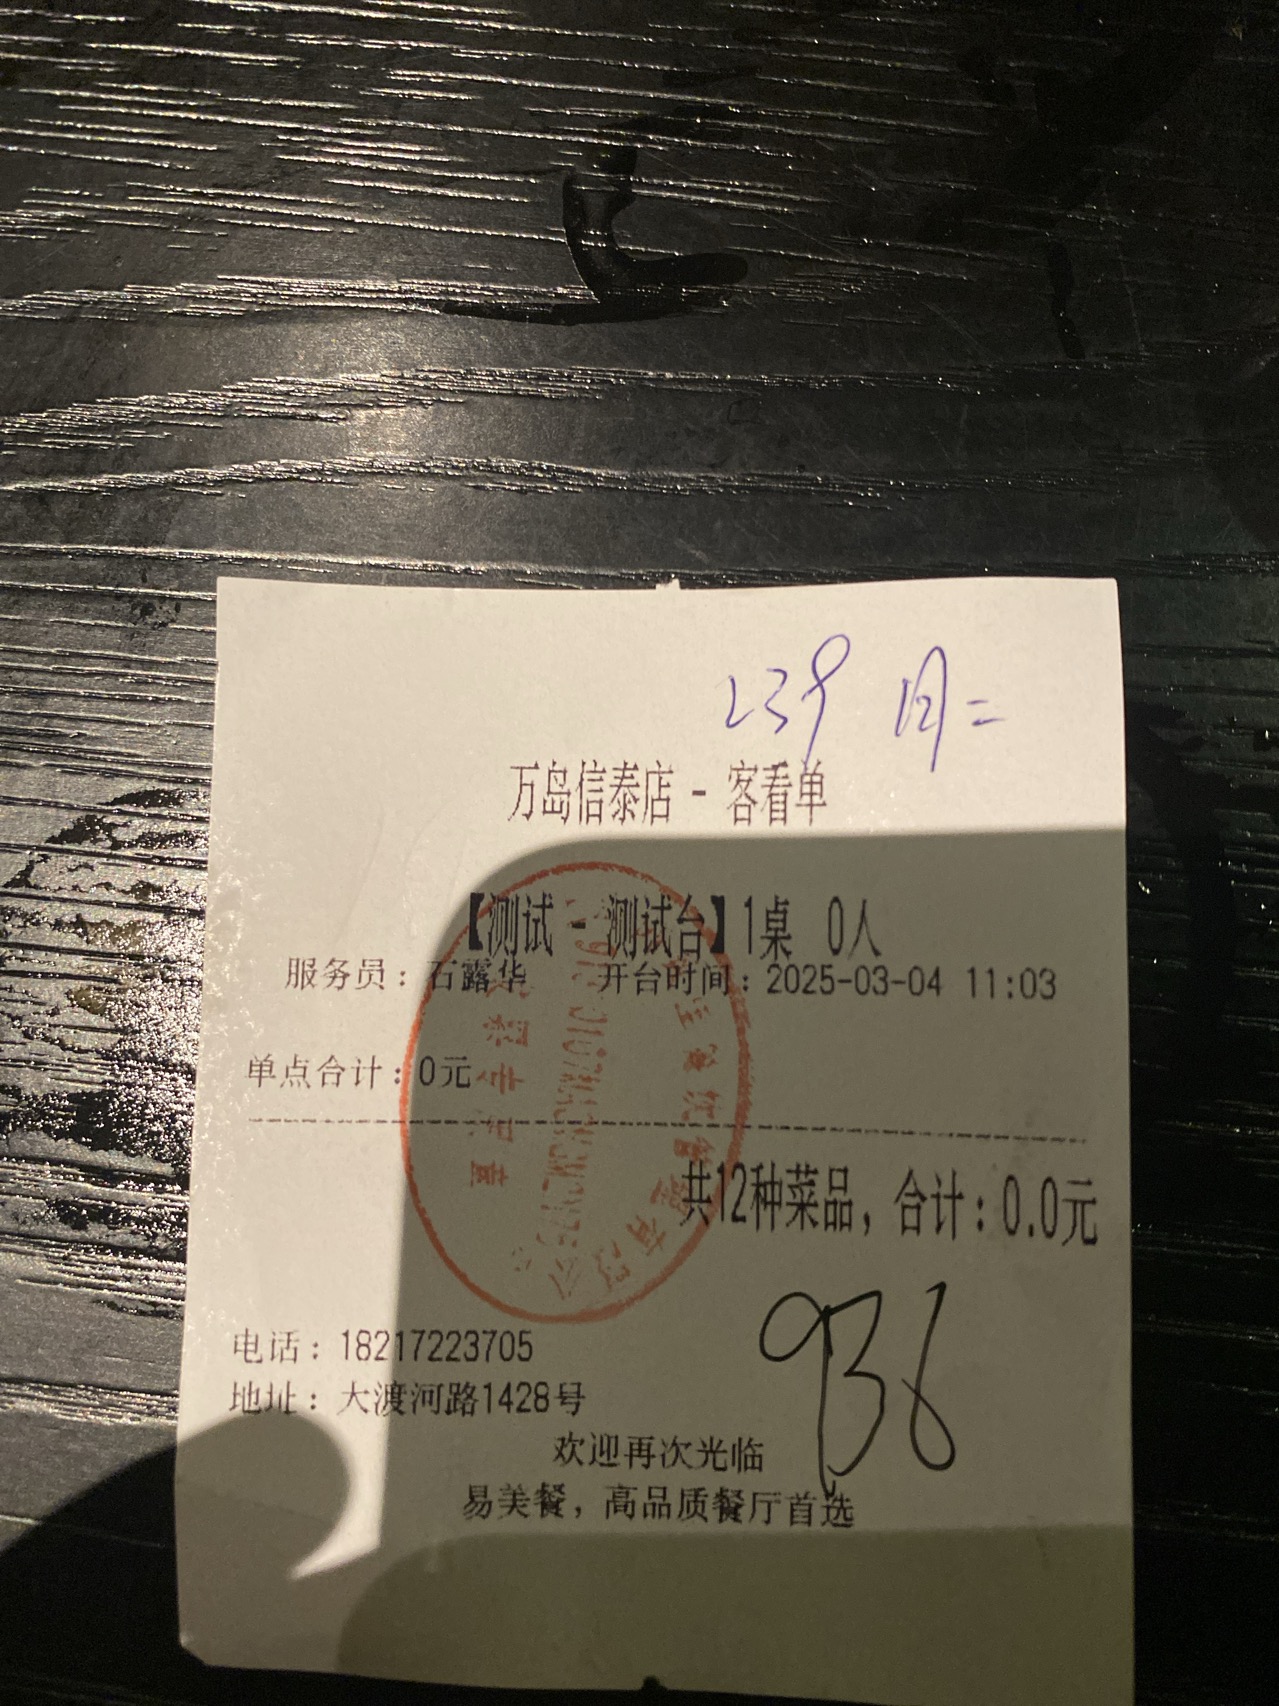 239 周二
万岛信泰店 - 客看单
【测试 - 测试台】1桌 0人
服务员：石露华 开台时间：2025-03-04 11:03
单点合计：0元
共12种菜品，合计：0.0元
936
电话：18217223705
地址：大渡河路1428号
欢迎再次光临
易美餐，高品质餐厅首选